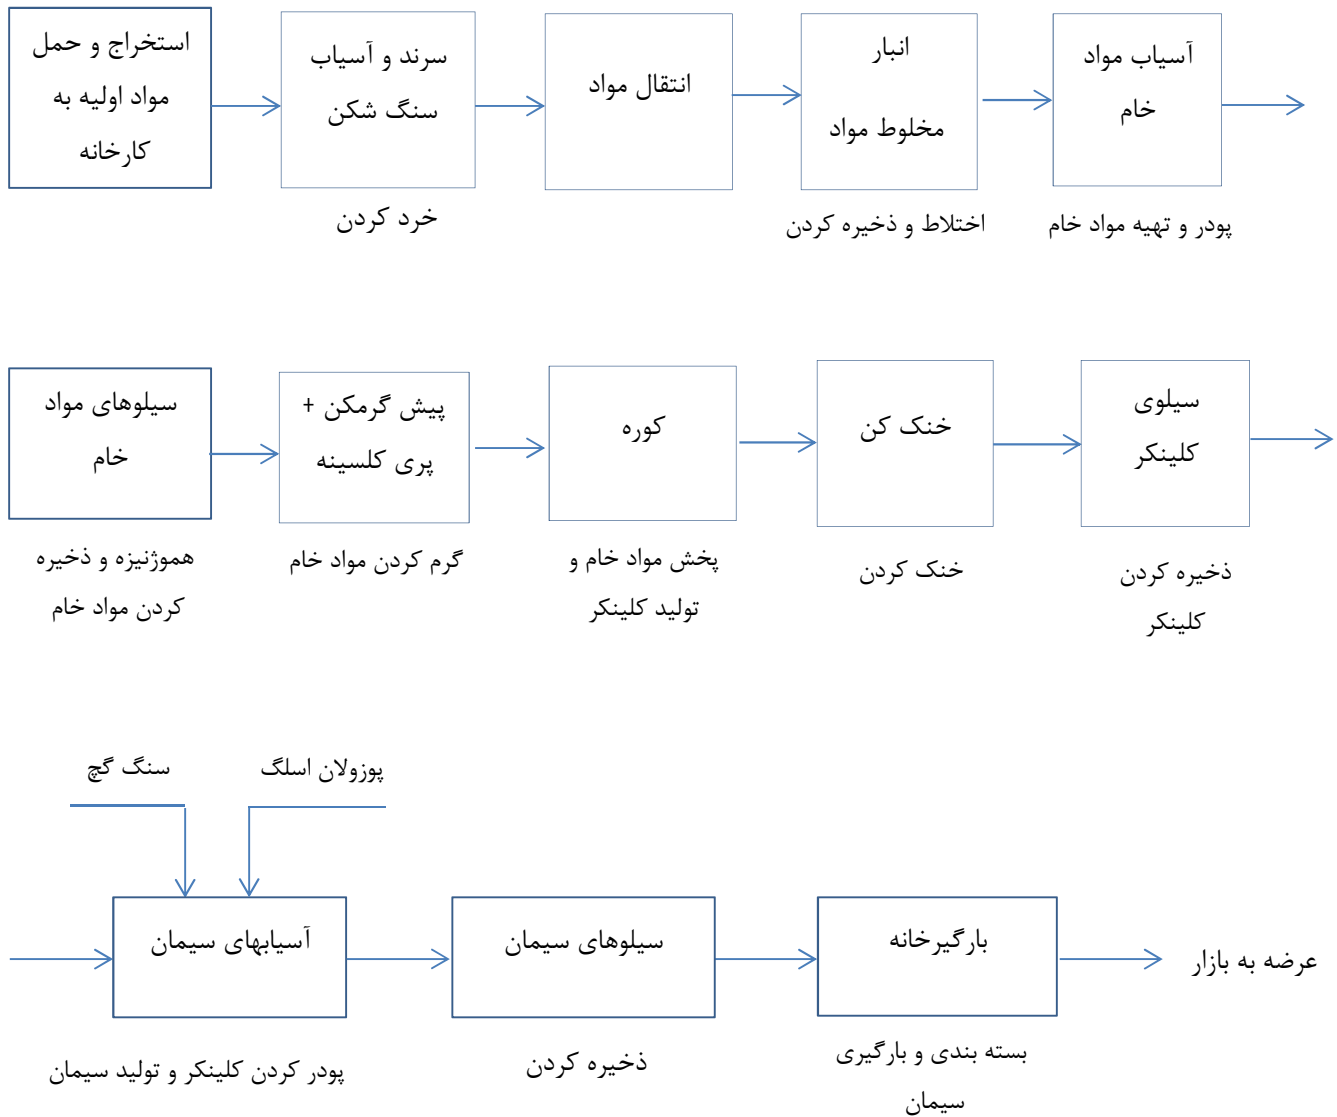 استخراج و حمل
مواد اولیه به
کارخانه
سرند و آسیاب
سنگ شکن
خرد کردن
انتقال مواد
انبار
مخلوط مواد
اختلاط و ذخیره کردن
آسیاب مواد
خام
پودر و تهیه مواد خام
سیلوهای مواد
خام
هموژنیزه و ذخیره
کردن مواد خام
پیش گرمکن +
پری کلسینه
گرم کردن مواد خام
کوره
پخش مواد خام و
تولید کلینکر
خنک کن
خنک کردن
سیلوی
کلینکر
ذخیره کردن
کلینکر
سنگ گچ
پوزولان اسلگ
آسیابهای سیمان
پودر کردن کلینکر و تولید سیمان
سیلوهای سیمان
ذخیره کردن
بارگیرخانه
بسته بندی و بارگیری
سیمان
عرضه به بازار